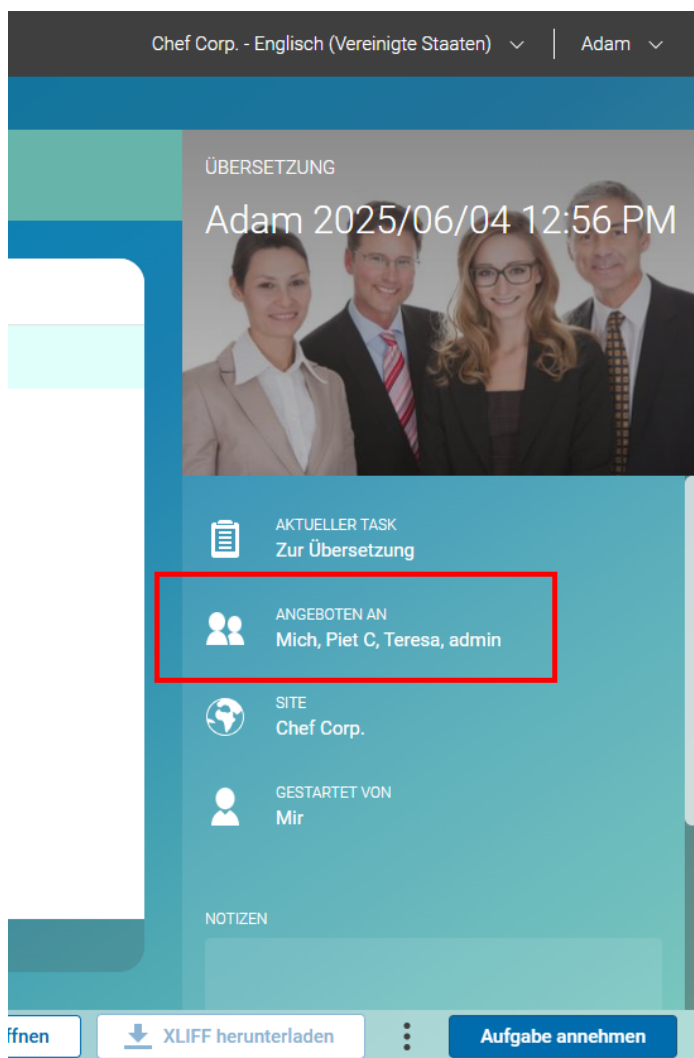 Chef Corp. - Englisch (Vereinigte Staaten)
Adam
ÜBERSETZUNG
Adam 2025/06/04 12:56 PM
AKTUELLER TASK
Zur Übersetzung
ANGEBOTEN AN
Mich, Piet C, Teresa, admin
SITE
Chef Corp.
GESTARTET VON
Mir
NOTIZEN
ffnen
XLIFF herunterladen
Aufgabe annehmen